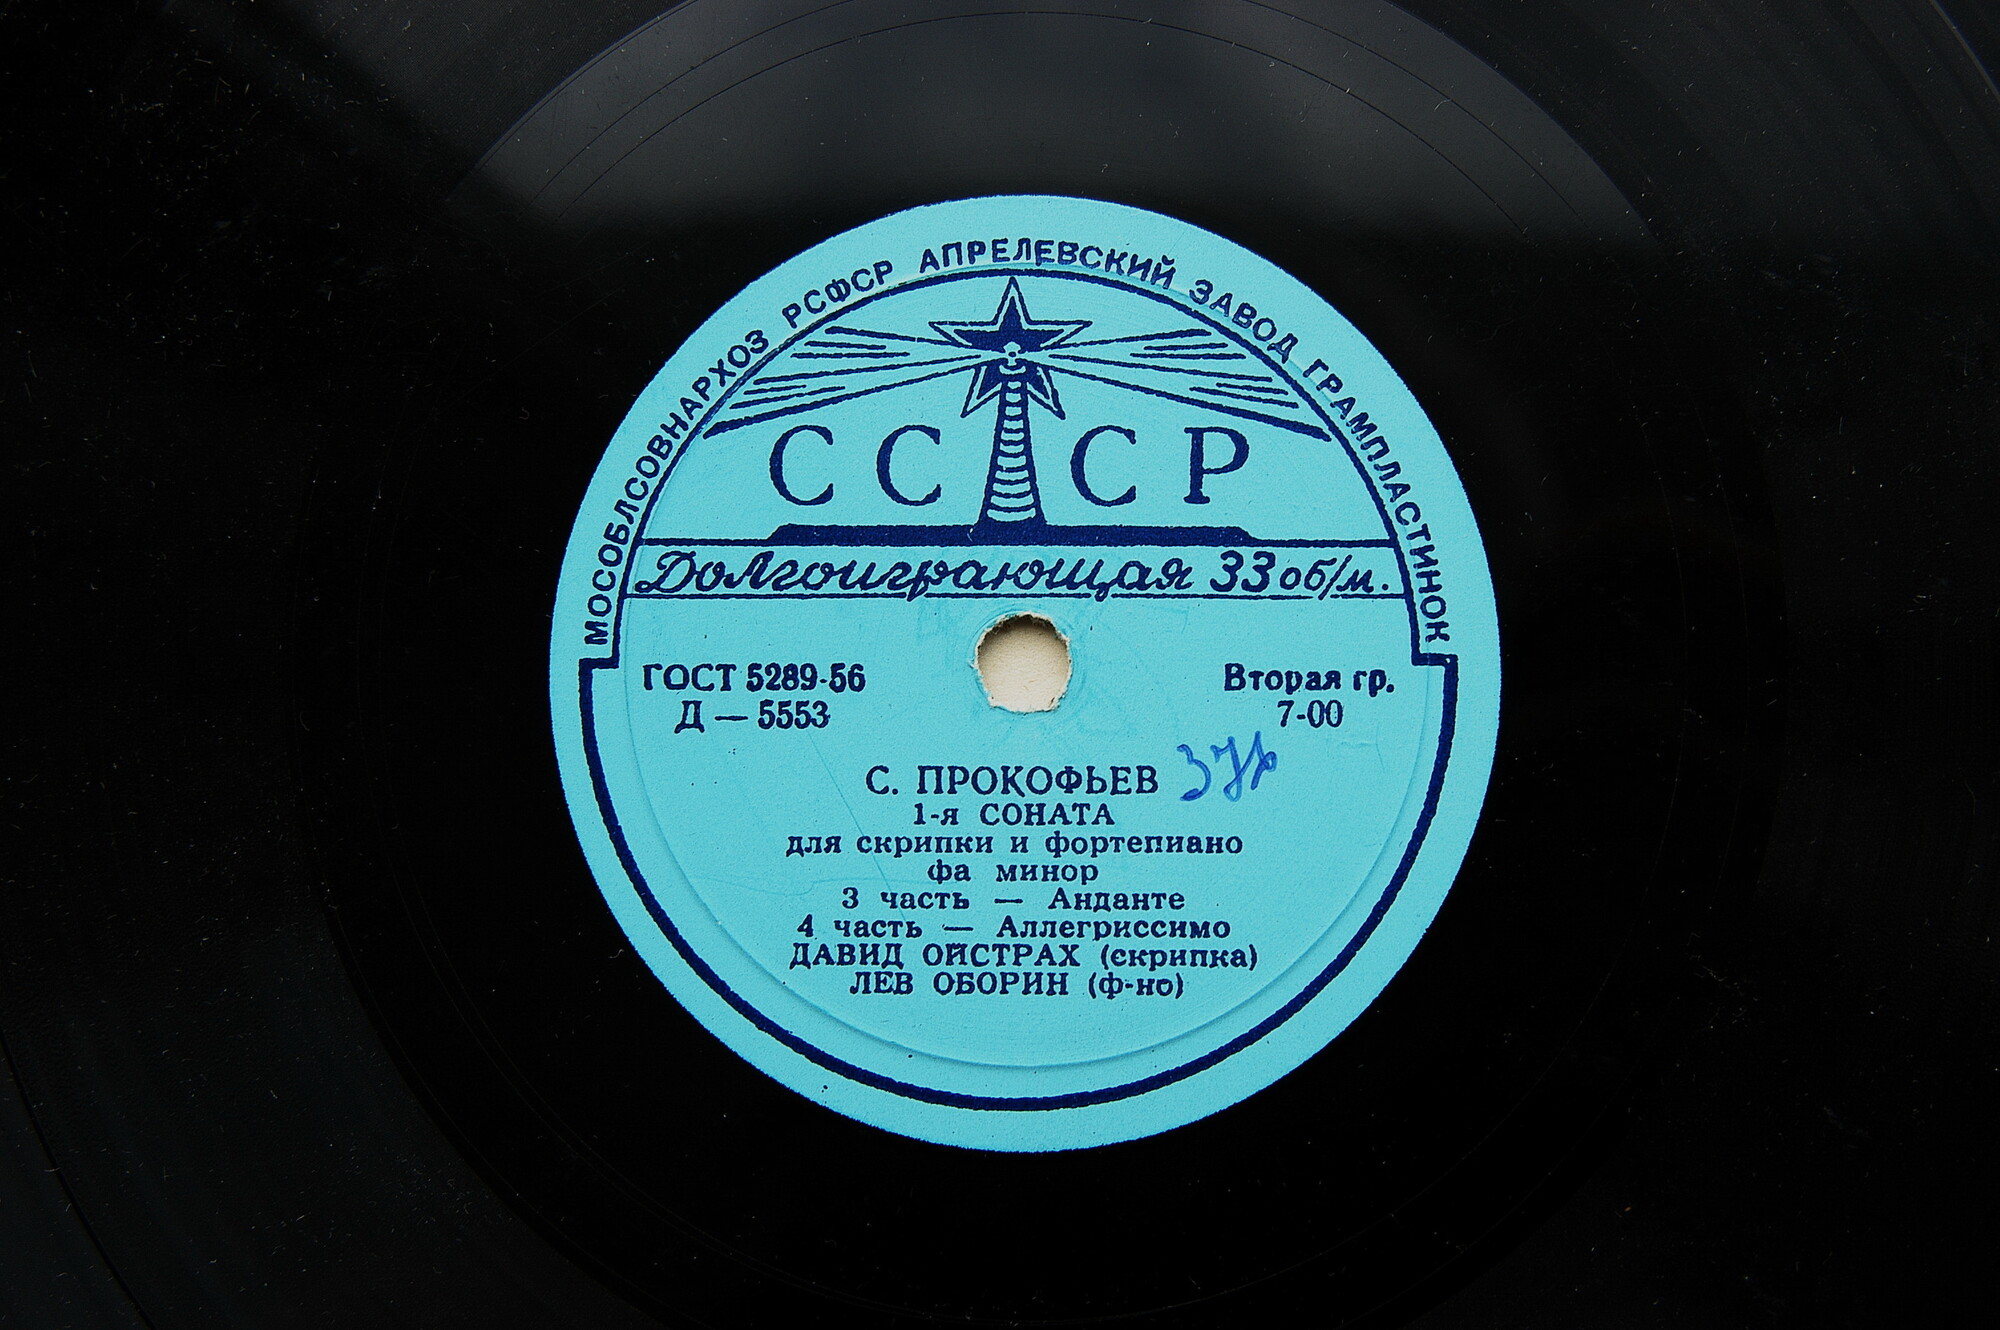 МОСОБЛСОВНАРХОЗ РСФСР АПРЕЛЕВСКИЙ ЗАВОД ГРАМПЛАСТИНОК
СССР
Долгоиграющая 33 об/м.
ГОСТ 5289-56
Д — 5553
Вторая гр.
7-00
С. ПРОКОФЬЕВ
1-я СОНАТА
для скрипки и фортепиано
фа минор
3 часть — Анданте
4 часть — Аллегриссимо
ДАВИД ОЙСТРАХ (скрипка)
ЛЕВ ОБОРИН (ф-но)